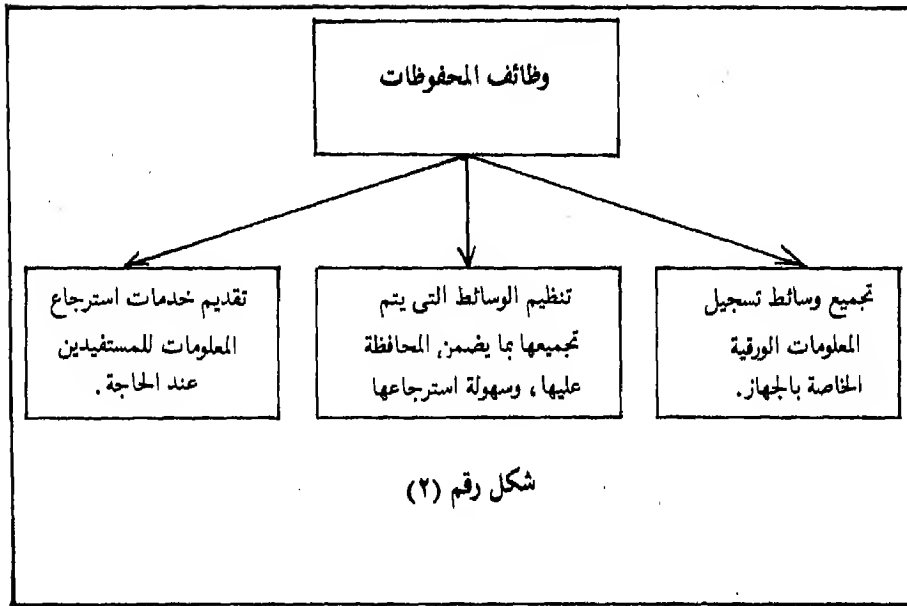 وظائف المحفوظات
تجميع وسائط تسجيل
المعلومات الورقية
الخاصة بالجهاز.
تنظيم الوسائط التى يتم
تجميعها بما يضمن المحافظة
عليها، وسهولة استرجاعها
تقديم خدمات استرجاع
المعلومات للمستفيدين
عند الحاجة.
شكل رقم (٢)